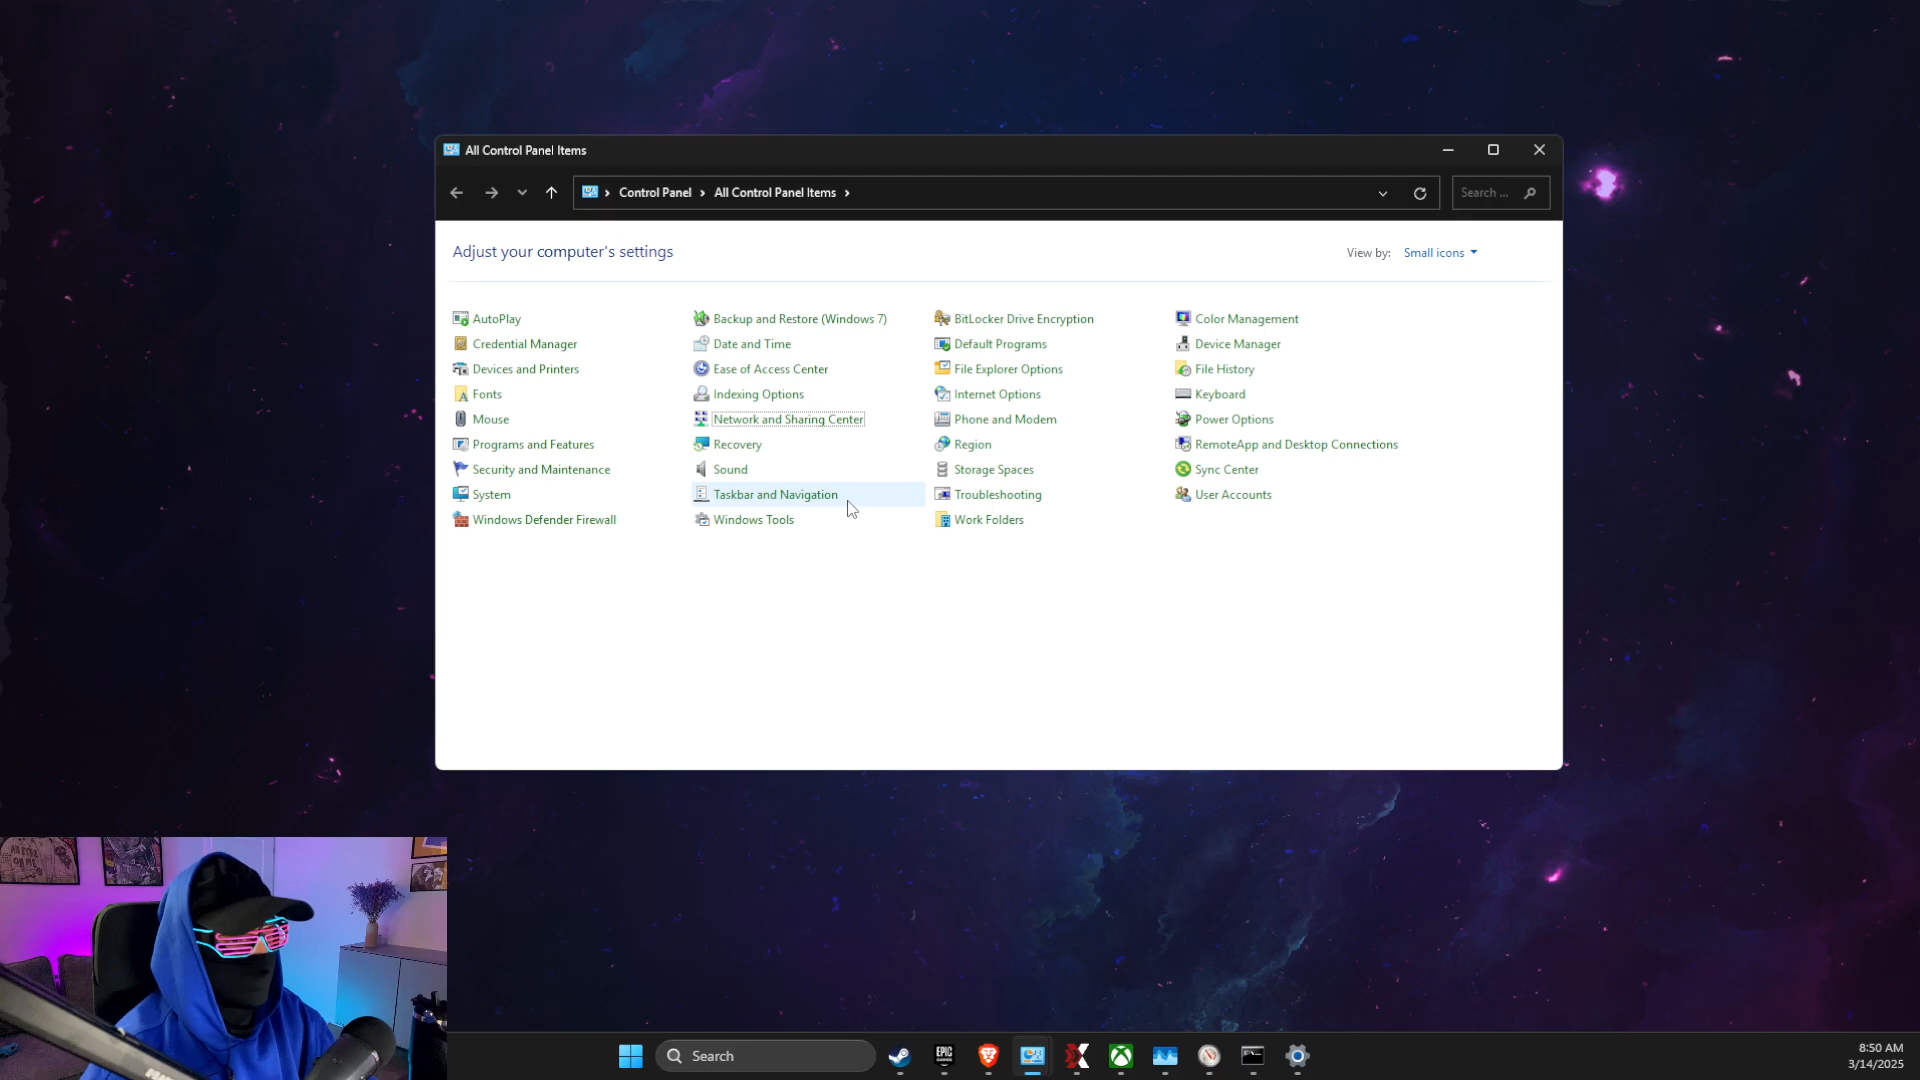 All Control Panel Items
Control Panel
All Control Panel Items
Search ...
Adjust your computer's settings
View by:
Small icons
AutoPlay
Backup and Restore (Windows 7)
BitLocker Drive Encryption
Color Management
Credential Manager
Date and Time
Default Programs
Device Manager
Devices and Printers
Ease of Access Center
File Explorer Options
File History
Fonts
Indexing Options
Internet Options
Keyboard
Mouse
Network and Sharing Center
Phone and Modem
Power Options
Programs and Features
Recovery
Region
RemoteApp and Desktop Connections
Security and Maintenance
Sound
Storage Spaces
Sync Center
System
Taskbar and Navigation
Troubleshooting
User Accounts
Windows Defender Firewall
Windows Tools
Work Folders
Search
EPIC
GAMES
8:50 AM
3/14/2025